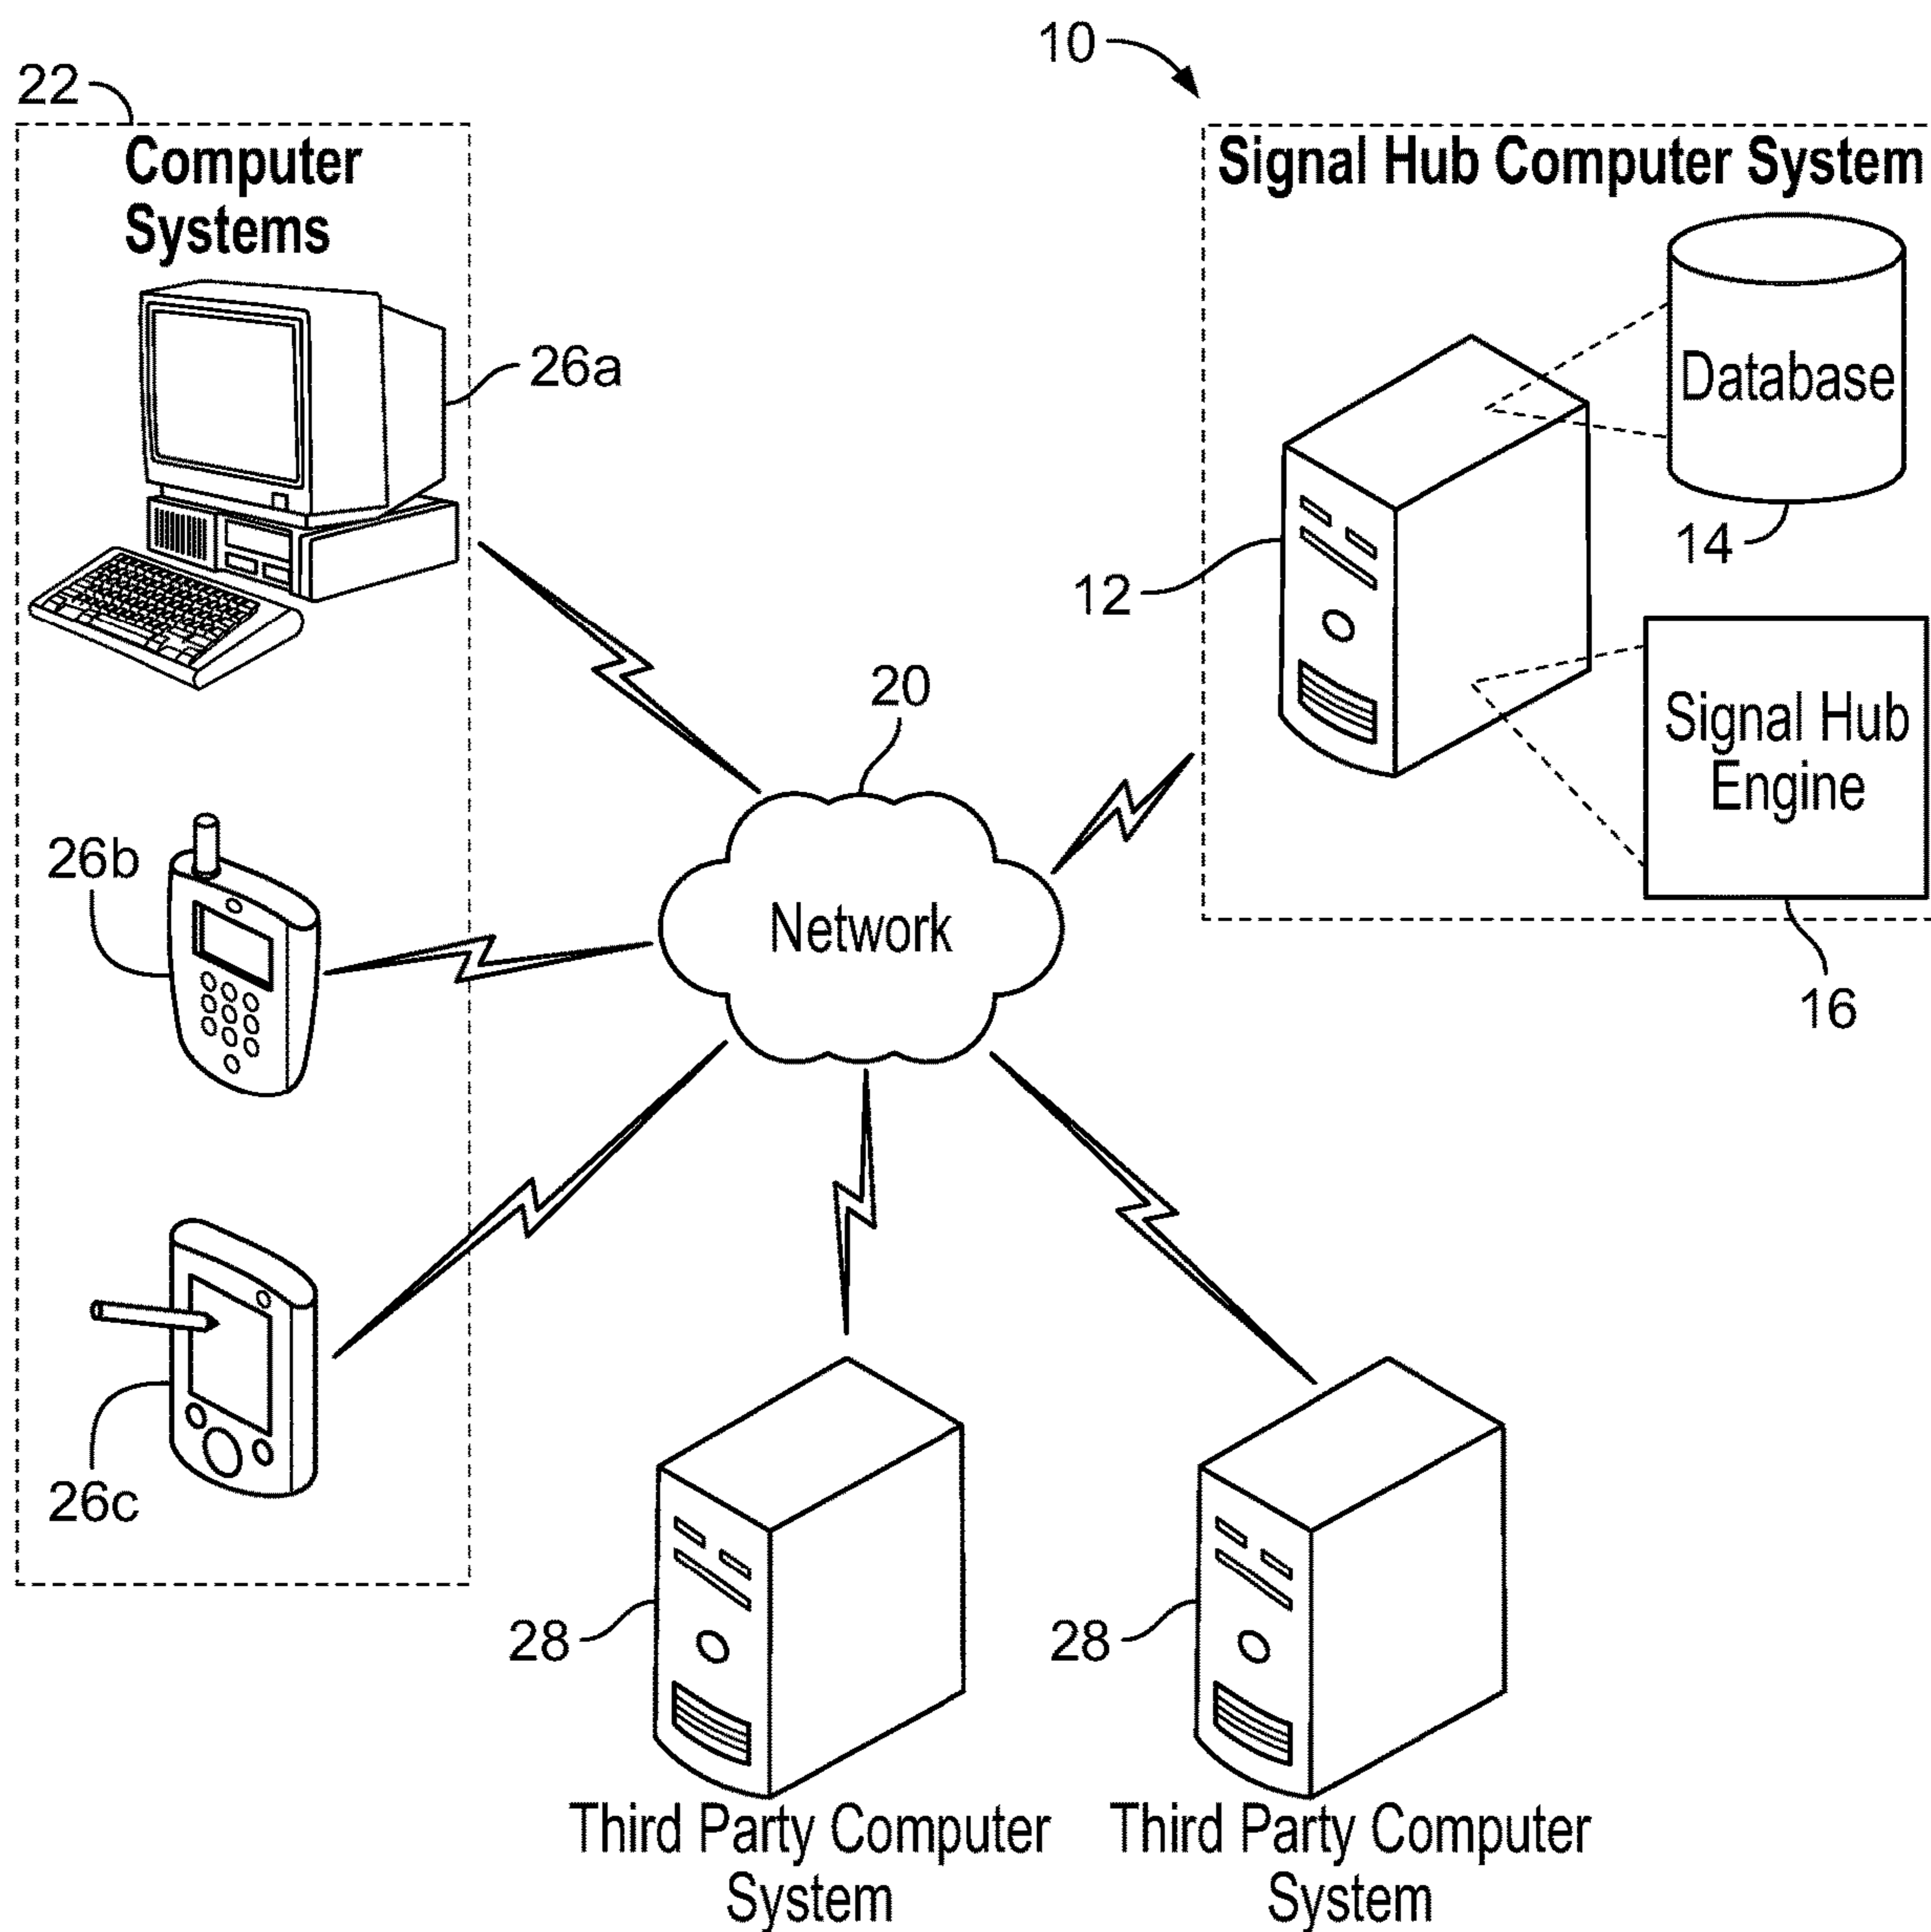 10
22
Computer
Systems
Signal Hub Computer System
26a
Database
14
12
20
Signal Hub
Engine
26b
Network
16
26c
28
28
Third Party Computer
System
Third Party Computer
System